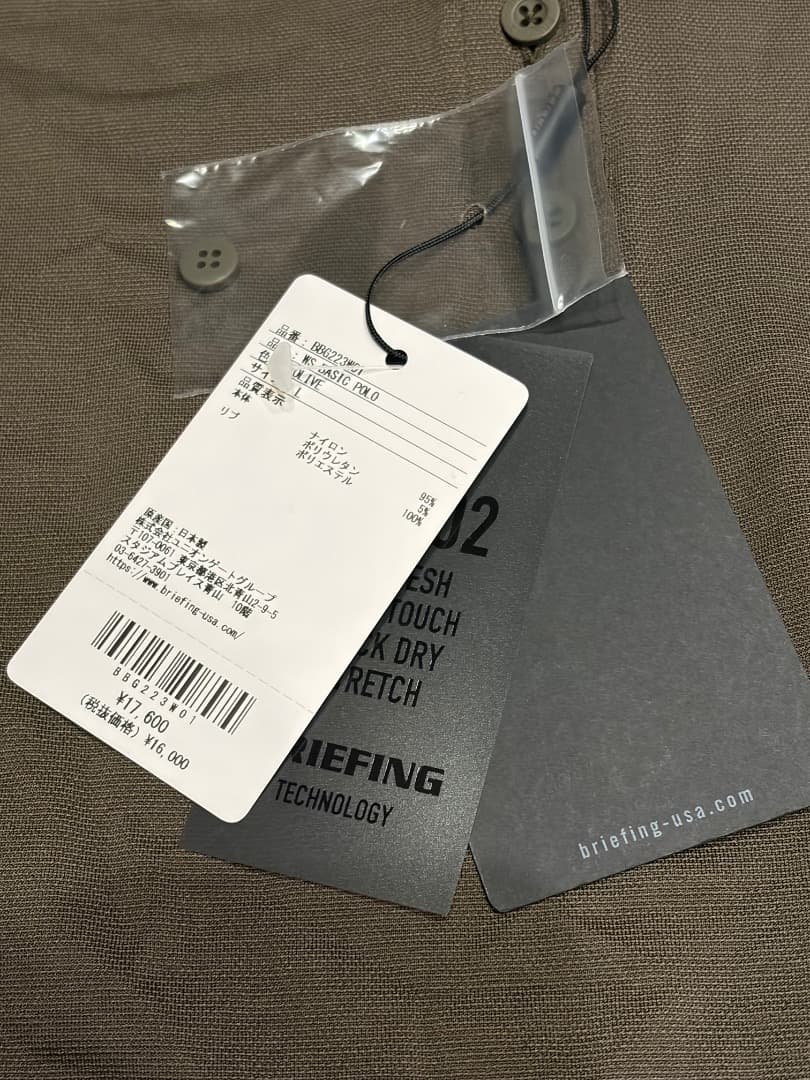 品番：BBG223W01
品
：MS BASIC POLO
色 OLIVE
サイ L
品質表示
本体
ナイロン 95%
ポリウレタン 5%
リブ
ポリエステル 100%
原産国：日本製
株式会社ユニオンゲートグループ
〒107-0061 東京都港区北青山2-9-5
スタジアムプレイス青山 10階
03-6427-3901
https://www.briefing-usa.com/
BBG223W01
¥17,600
(税抜価格) ¥16,000
02
ESH
TOUCH
CK DRY
RETCH
RIEFING
TECHNOLOGY
briefing-usa.com